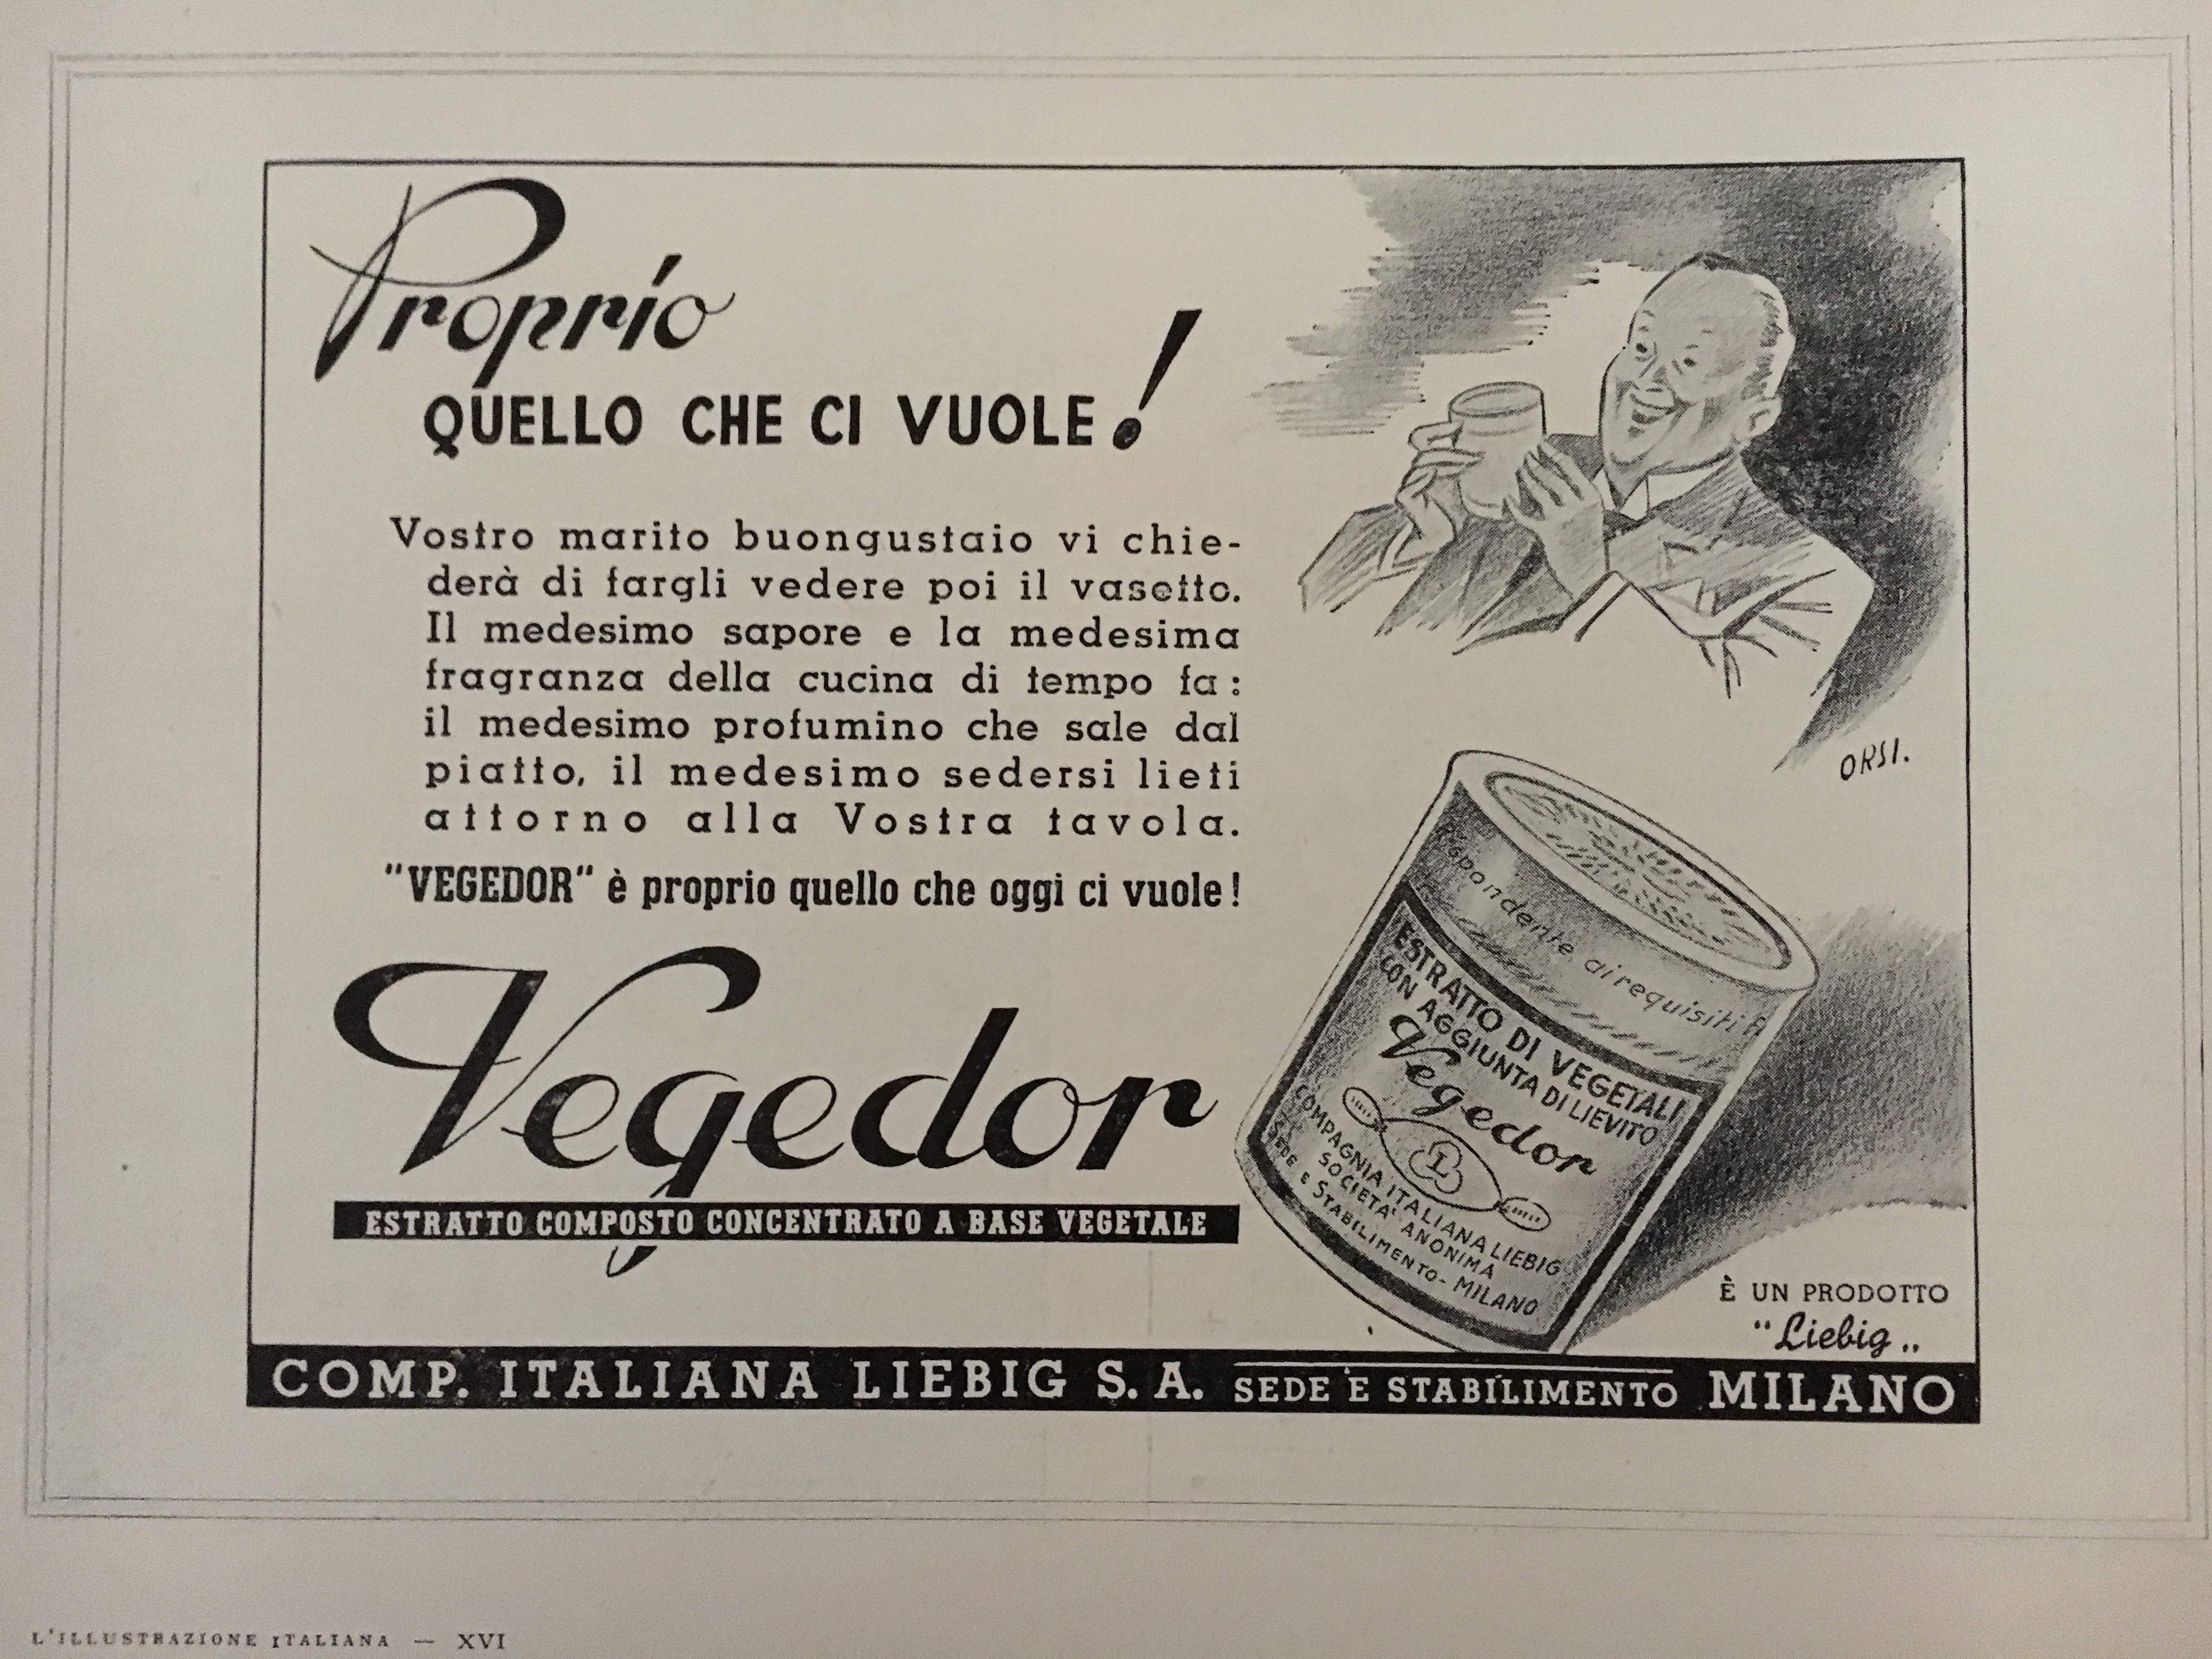 Proprio
QUELLO CHE CI VUOLE!
Vostro marito buongustaio vi chie-
derà di fargli vedere poi il vasetto.
Il medesimo sapore e la medesima
fragranza della cucina di tempo fa:
il medesimo profumino che sale dal
piatto, il medesimo sedersi lieti
attorno alla Vostra tavola.
"VEGEDOR" è proprio quello che oggi ci vuole!
Vegedor
ESTRATTO COMPOSTO CONCENTRATO A BASE VEGETALE
ORSI.
ai requisiti
ESTRATTO DI VEGETALI
CON AGGIUNTA DI LIEVITO
Vegedor
L
COMPAGNIA ITALIANA LIEBIG
SOCIETA' ANONIMA
SEDE E STABILIMENTO - MILANO
È UN PRODOTTO
"Liebig„
COMP. ITALIANA LIEBIG S. A. SEDE E STABILIMENTO MILANO
L'ILLUSTRAZIONE ITALIANA — XVI